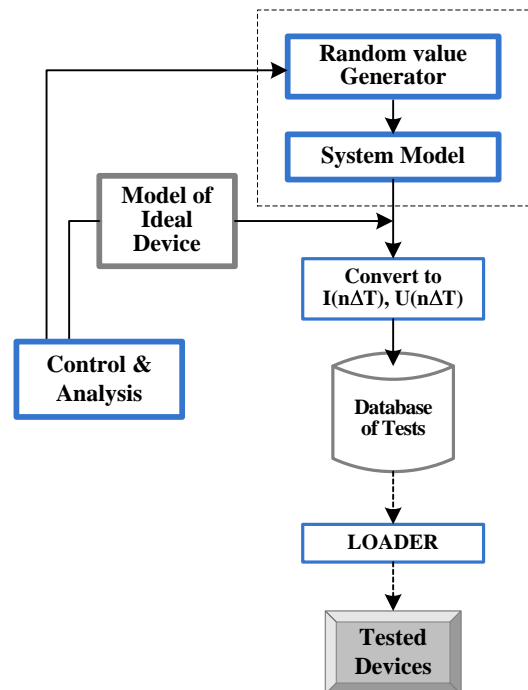 Random value
Generator
System Model
Model of
Ideal
Device
Convert to
I(nΔT), U(nΔT)
Control &
Analysis
Database
of Tests
LOADER
Tested
Devices